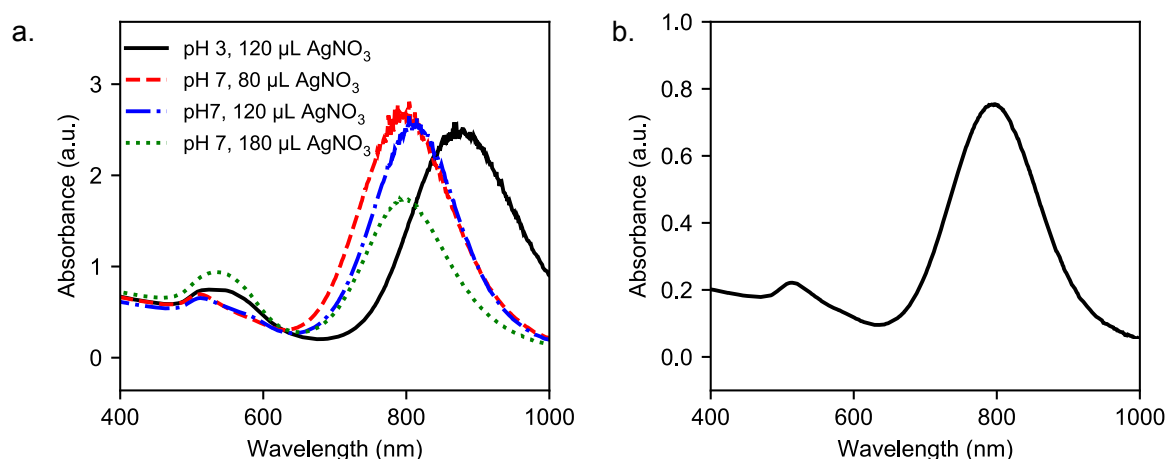 a.
pH 3, 120 µL AgNO₃
pH 7, 80 µL AgNO₃
pH7, 120 µL AgNO₃
pH 7, 180 µL AgNO₃
3
2
1
0
Absorbance (a.u.)
400 600 800 1000
Wavelength (nm)
b.
1.0
0.8
0.6
0.4
0.2
0.0
Absorbance (a.u.)
400 600 800 1000
Wavelength (nm)